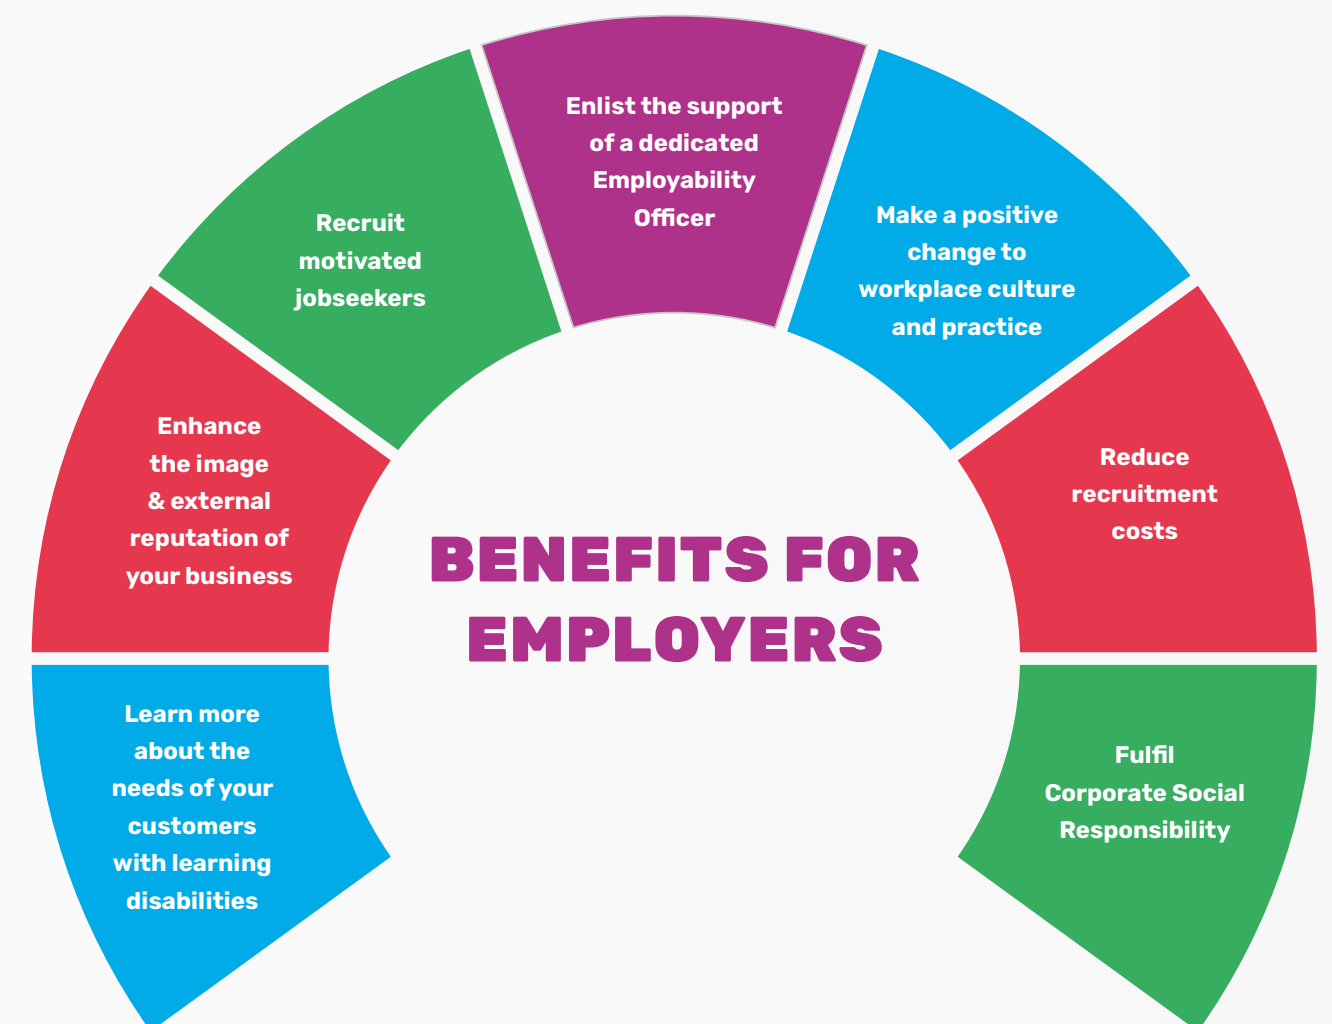 Enlist the support
of a dedicated
Employability
Officer
Recruit
motivated
jobseekers
Make a positive
change to
workplace culture
and practice
Enhance
the image
& external
reputation of
your business
Reduce
recruitment
costs
BENEFITS FOR
EMPLOYERS
Learn more
about the
needs of your
customers
with learning
disabilities
Fulfil
Corporate Social
Responsibility